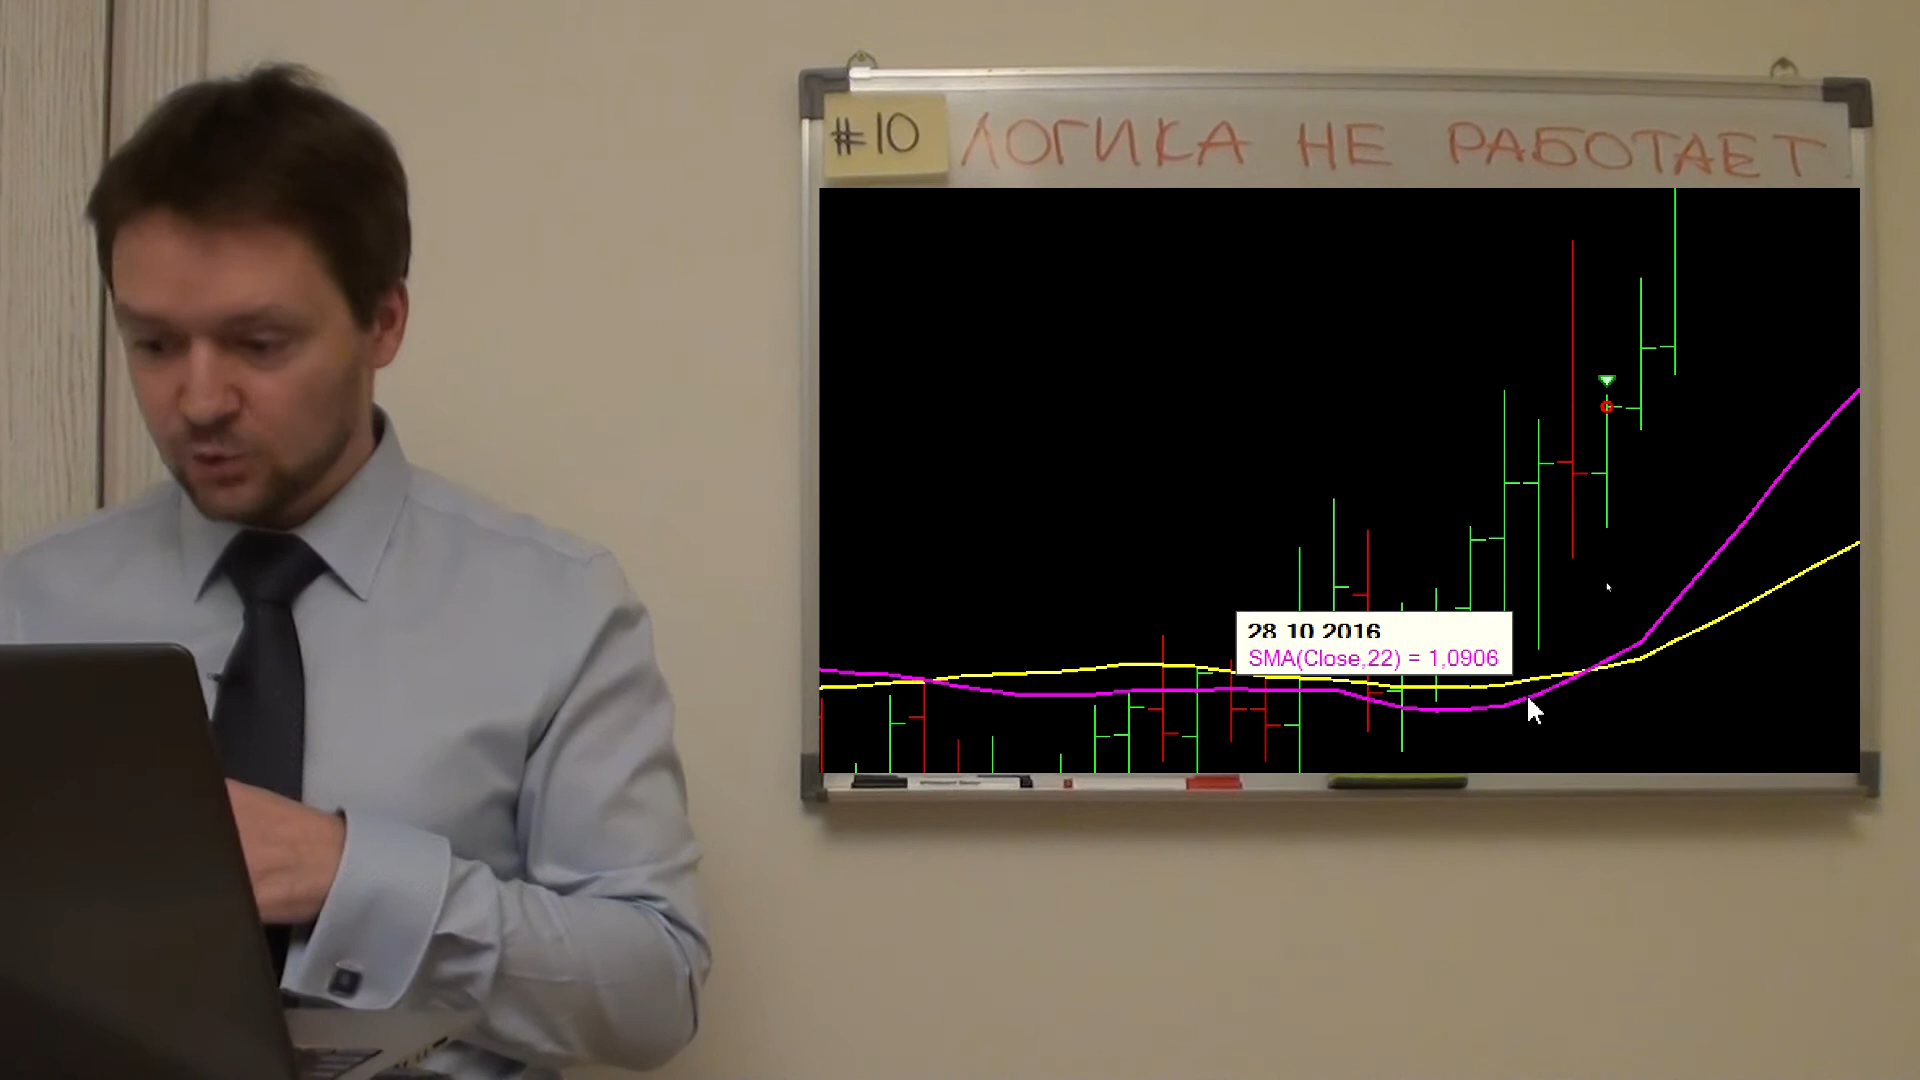 #10 ЛОГИКА НЕ РАБОТАЕТ
28 10 2016
SMA(Close,22) = 1,0906